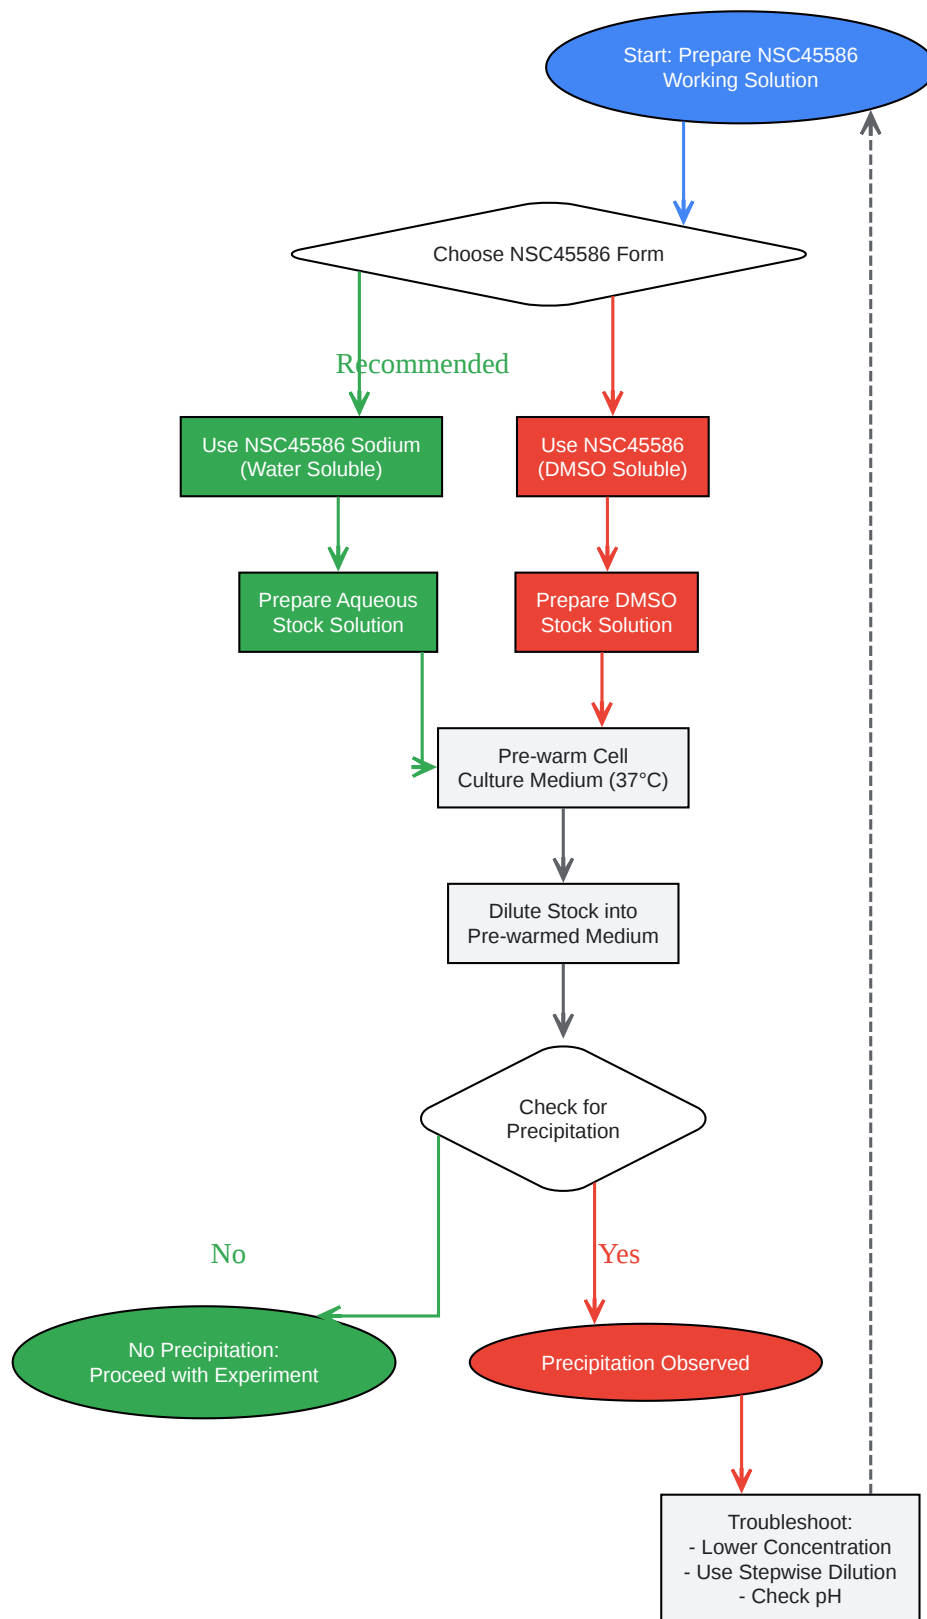 Start: Prepare NSC45586
Working Solution
Choose NSC45586 Form
Recommended
Use NSC45586 Sodium
(Water Soluble)
Use NSC45586
(DMSO Soluble)
Prepare Aqueous
Stock Solution
Prepare DMSO
Stock Solution
Pre-warm Cell
Culture Medium (37°C)
Dilute Stock into
Pre-warmed Medium
Check for
Precipitation
No
Yes
No Precipitation:
Proceed with Experiment
Precipitation Observed
Troubleshoot:
- Lower Concentration
- Use Stepwise Dilution
- Check pH